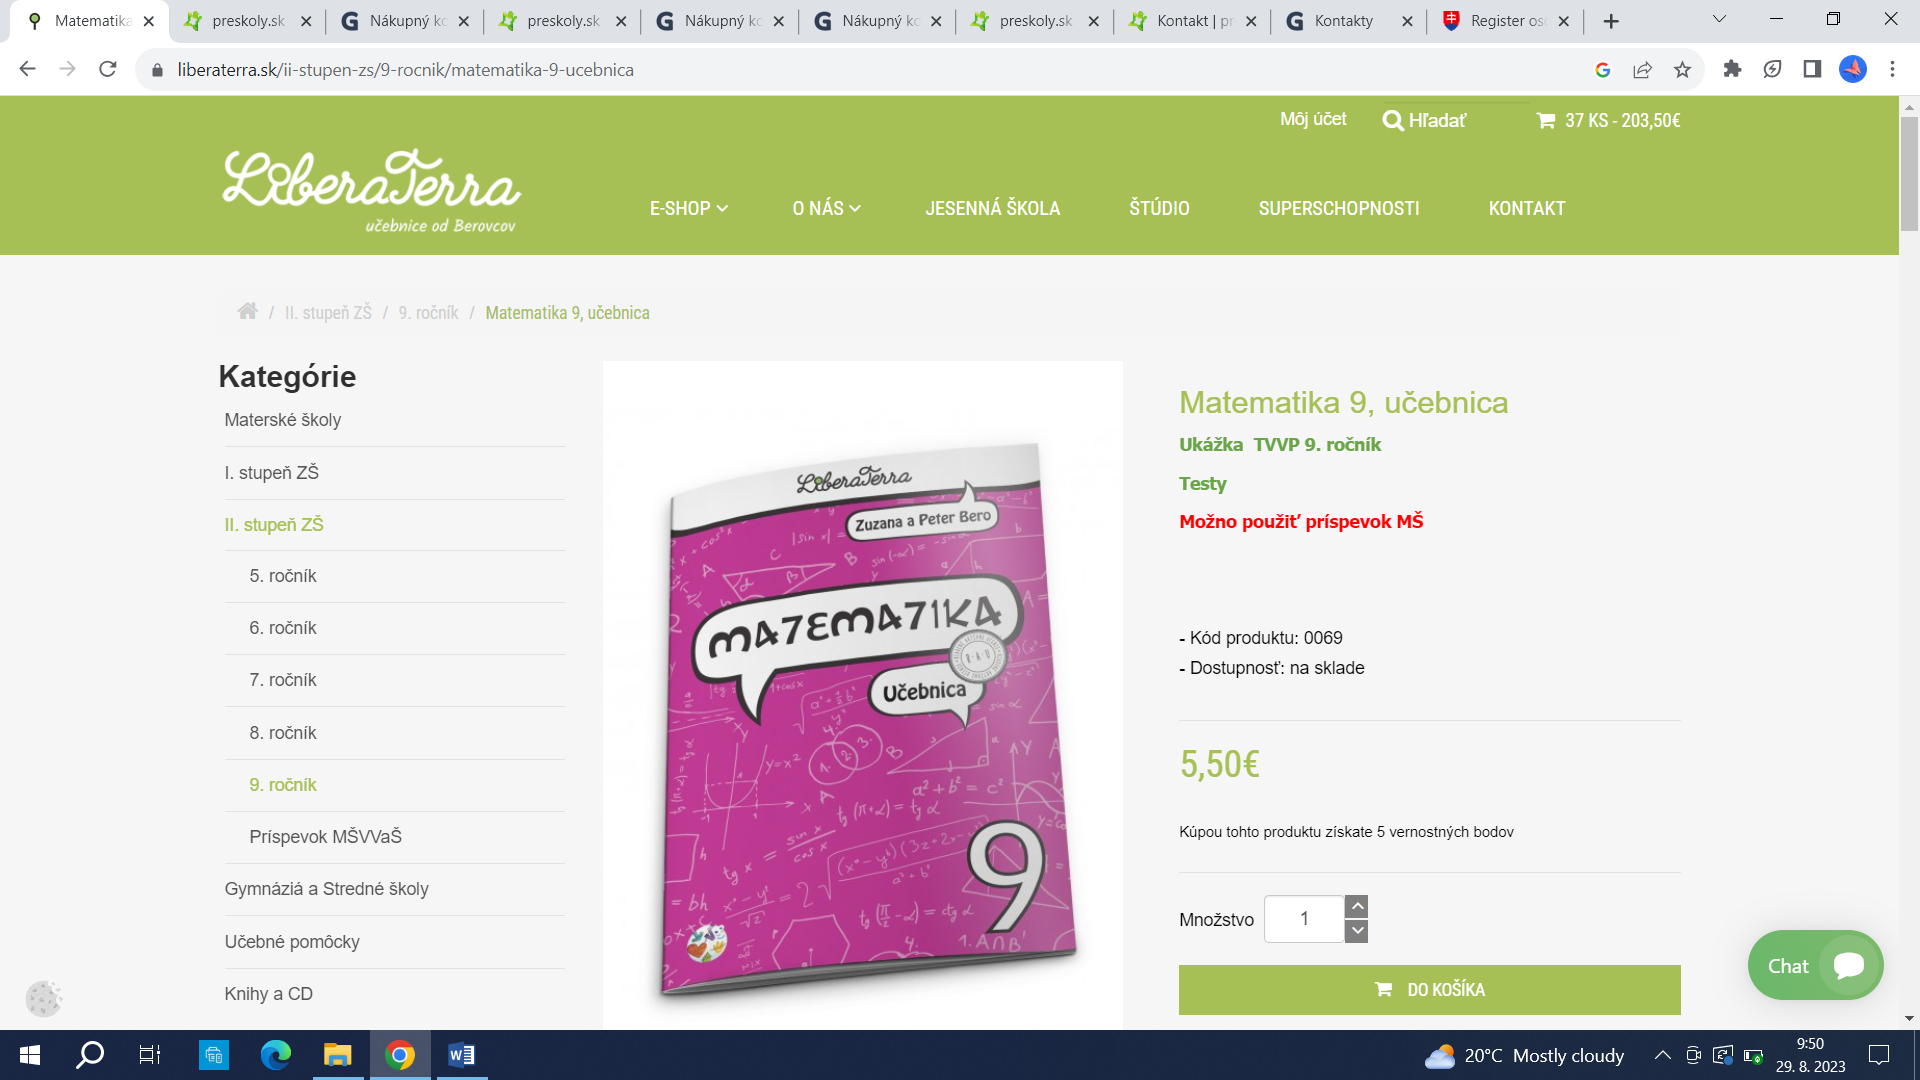 Matematika
preskoly.sk
Nákupný ko
preskoly.sk
Nákupný ko
Nákupný ko
preskoly.sk
Kontakt | pr
Kontakty
Register oso
liberaterra.sk/ii-stupen-zs/9-rocnik/matematika-9-ucebnica
Môj účet
Hľadať
37 KS - 203,50€
LiberaTerra
učebnice od Berovcov
E-SHOP
O NÁS
JESENNÁ ŠKOLA
ŠTÚDIO
SUPERSCHOPNOSTI
KONTAKT
/ II. stupeň ZŠ / 9. ročník / Matematika 9, učebnica
Kategórie
Materské školy
I. stupeň ZŠ
II. stupeň ZŠ
5. ročník
6. ročník
7. ročník
8. ročník
9. ročník
Príspevok MŠVVaŠ
Gymnáziá a Stredné školy
Učebné pomôcky
Knihy a CD
LiberaTerra
Zuzana a Peter Bero
MATEMATIKA
Učebnica
9
Matematika 9, učebnica
Ukážka TVVP 9. ročník
Testy
Možno použiť príspevok MŠ
- Kód produktu: 0069
- Dostupnosť: na sklade
5,50€
Kúpou tohto produktu získate 5 vernostných bodov
Množstvo 1
DO KOŠÍKA
Chat
20°C Mostly cloudy
9:50
29. 8. 2023